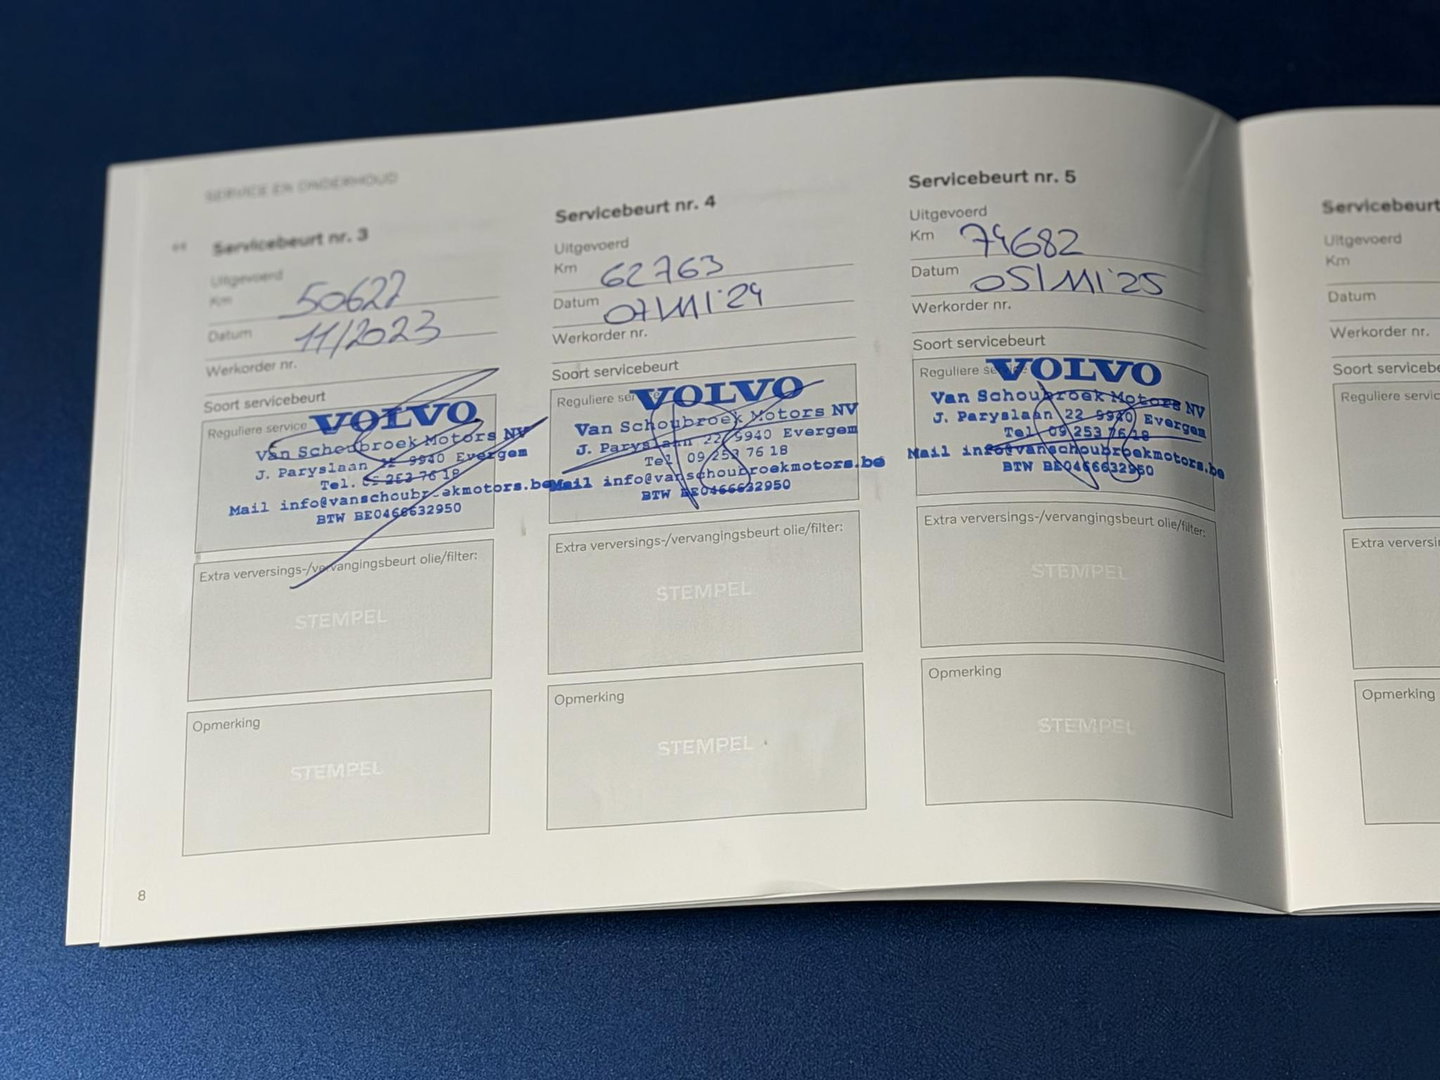 SERVICE EN ONDERHOUD
Servicebeurt nr. 3
Uitgevoerd
Km 50627
Datum 11/2023
Werkorder nr.
Soort servicebeurt
Reguliere service
VOLVO
Van Schoubroek Motors NV
J. Paryslaan 22 9940 Evergem
Tel. 09 253 76 18
Mail info@vanschoubroekmotors.be
BTW BE0466632950
Extra verversings-/vervangingsbeurt olie/filter:
STEMPEL
Opmerking
STEMPEL
Servicebeurt nr. 4
Uitgevoerd
Km 62763
Datum 07/11/'24
Werkorder nr.
Soort servicebeurt
Reguliere service
VOLVO
Van Schoubroek Motors NV
J. Paryslaan 22 9940 Evergem
Tel 09 253 76 18
Mail info@vanschoubroekmotors.be
BTW BE0466632950
Extra verversings-/vervangingsbeurt olie/filter:
STEMPEL
Opmerking
STEMPEL
Servicebeurt nr. 5
Uitgevoerd
Km 74682
Datum 05/11/'25
Werkorder nr.
Soort servicebeurt
Reguliere service
VOLVO
Van Schoubroek Motors NV
J. Paryslaan 22 9940 Evergem
Tel 09 253 76 18
Mail info@vanschoubroekmotors.be
BTW BE0466632950
Extra verversings-/vervangingsbeurt olie/filter:
STEMPEL
Opmerking
STEMPEL
8
Servicebeurt
Uitgevoerd
Km
Datum
Werkorder nr.
Soort
Reguliere
Extra
Opmerking